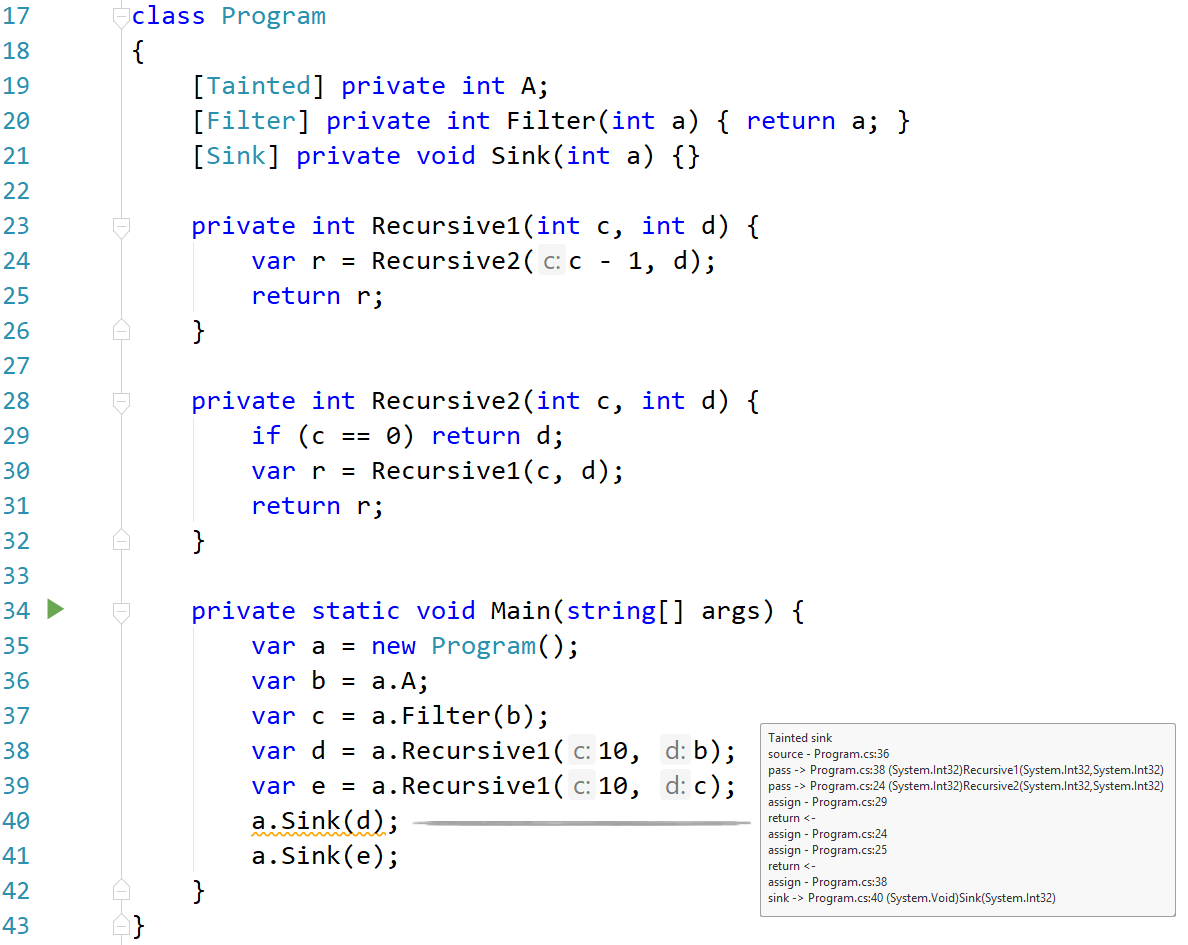 17 class Program
18 {
19 [Tainted] private int A;
20 [Filter] private int Filter(int a) { return a; }
21 [Sink] private void Sink(int a) {}
22
23 private int Recursive1(int c, int d) {
24 var r = Recursive2( c: c - 1, d);
25 return r;
26 }
27
28 private int Recursive2(int c, int d) {
29 if (c == 0) return d;
30 var r = Recursive1(c, d);
31 return r;
32 }
33
34 private static void Main(string[] args) {
35 var a = new Program();
36 var b = a.A;
37 var c = a.Filter(b);
38 var d = a.Recursive1( c: 10, d: b);
39 var e = a.Recursive1( c: 10, d: c);
40 a.Sink(d);
41 a.Sink(e);
42 }
43 }
Tainted sink
source - Program.cs:36
pass -> Program.cs:38 (System.Int32)Recursive1(System.Int32,System.Int32)
pass -> Program.cs:24 (System.Int32)Recursive2(System.Int32,System.Int32)
assign - Program.cs:29
return <-
assign - Program.cs:24
assign - Program.cs:25
return <-
assign - Program.cs:38
sink -> Program.cs:40 (System.Void)Sink(System.Int32)